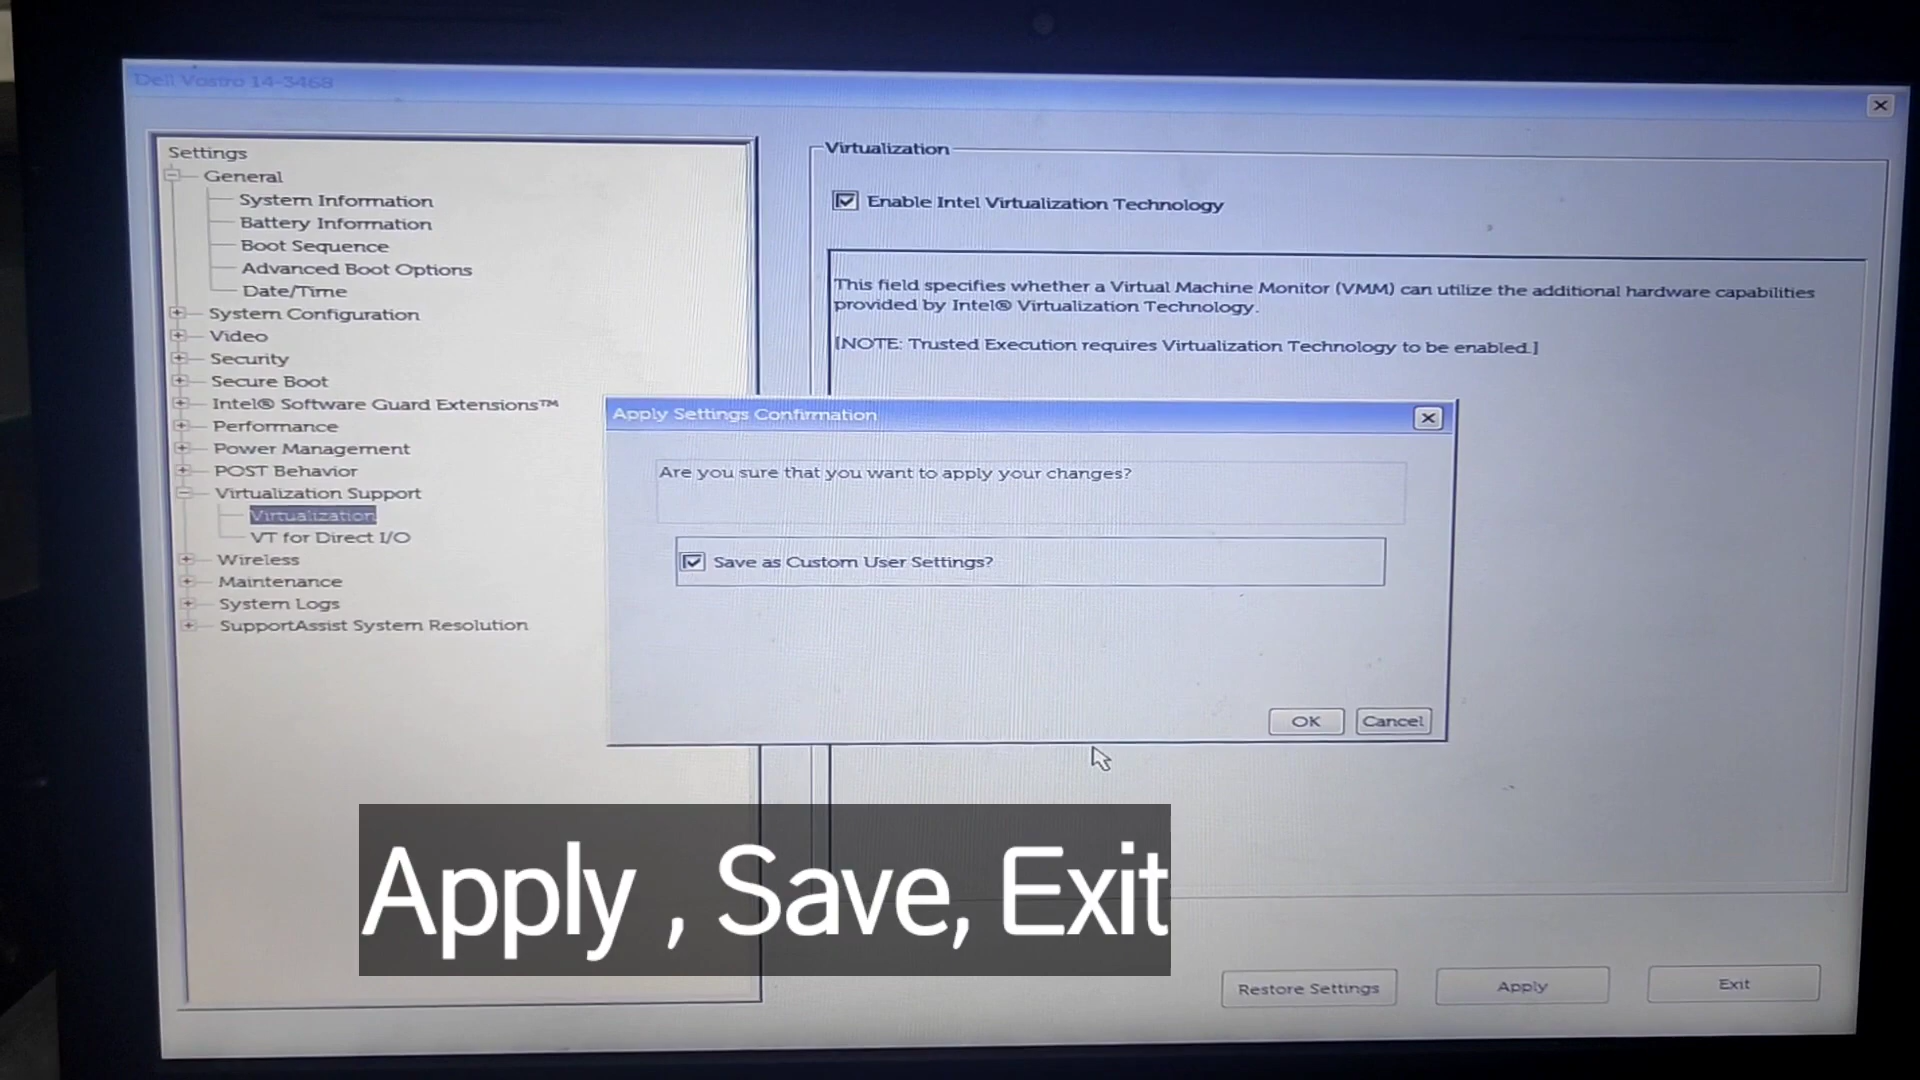 Dell Vostro 14-3468
Settings
General
System Information
Battery Information
Boot Sequence
Advanced Boot Options
Date/Time
System Configuration
Video
Security
Secure Boot
Intel® Software Guard Extensions™
Performance
Power Management
POST Behavior
Virtualization Support
Virtualization
VT for Direct I/O
Wireless
Maintenance
System Logs
SupportAssist System Resolution
Virtualization
Enable Intel Virtualization Technology
This field specifies whether a Virtual Machine Monitor (VMM) can utilize the additional hardware capabilities
provided by Intel® Virtualization Technology.
[NOTE: Trusted Execution requires Virtualization Technology to be enabled.]
Apply Settings Confirmation
Are you sure that you want to apply your changes?
Save as Custom User Settings?
OK
Cancel
Apply , Save, Exit
Restore Settings
Apply
Exit